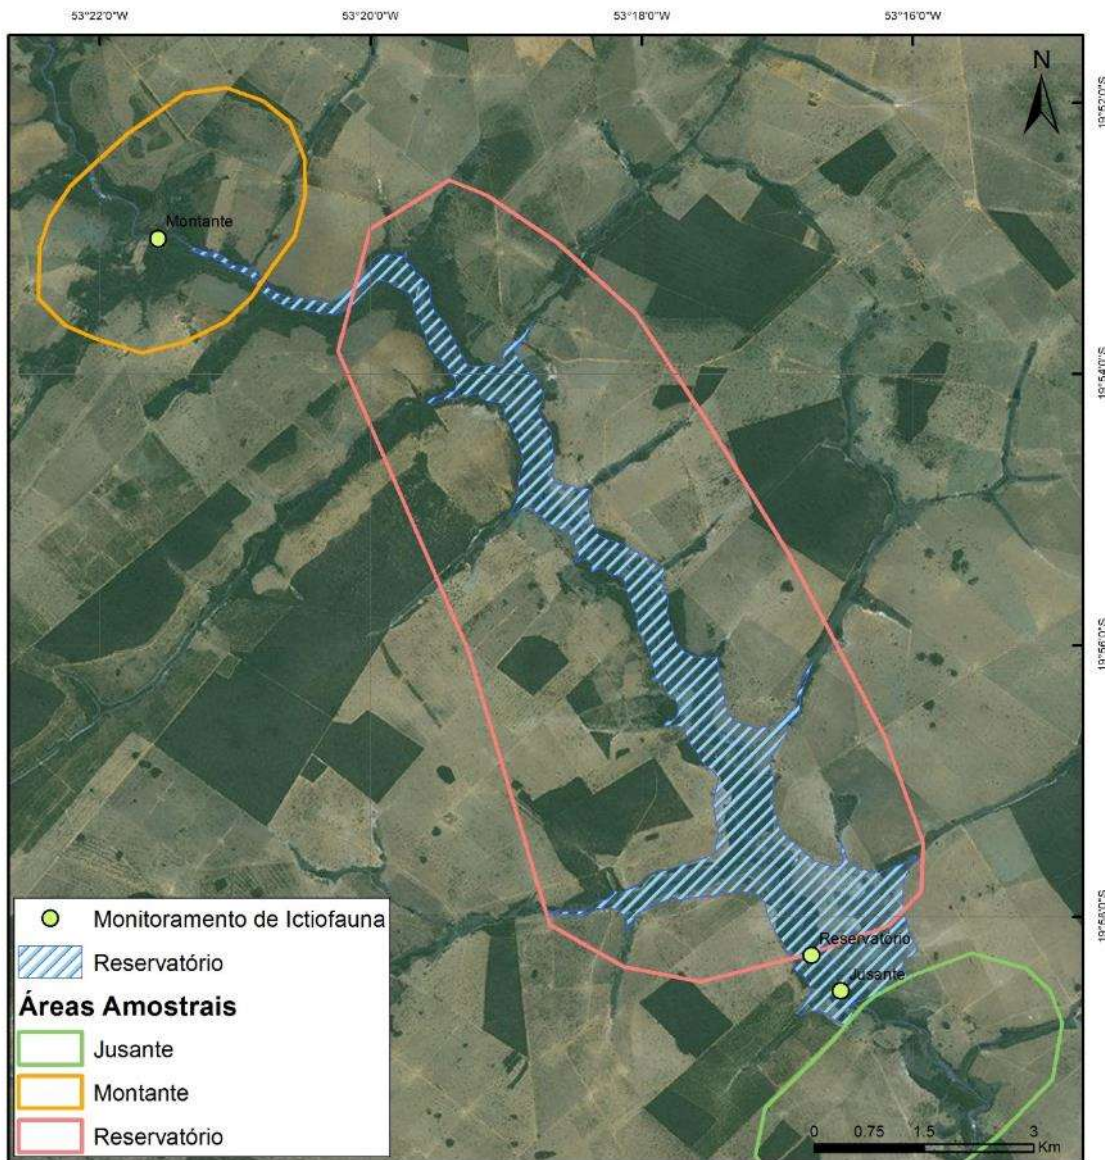 53°22'0"W
53°20'0"W
53°18'0"W
53°16'0"W
N
19°52'0"S
Montante
19°54'0"S
19°56'0"S
19°58'0"S
Reservatório
Jusante
Monitoramento de Ictiofauna
Reservatório
Áreas Amostrais
Jusante
Montante
Reservatório
0 0.75 1.5 3
Km